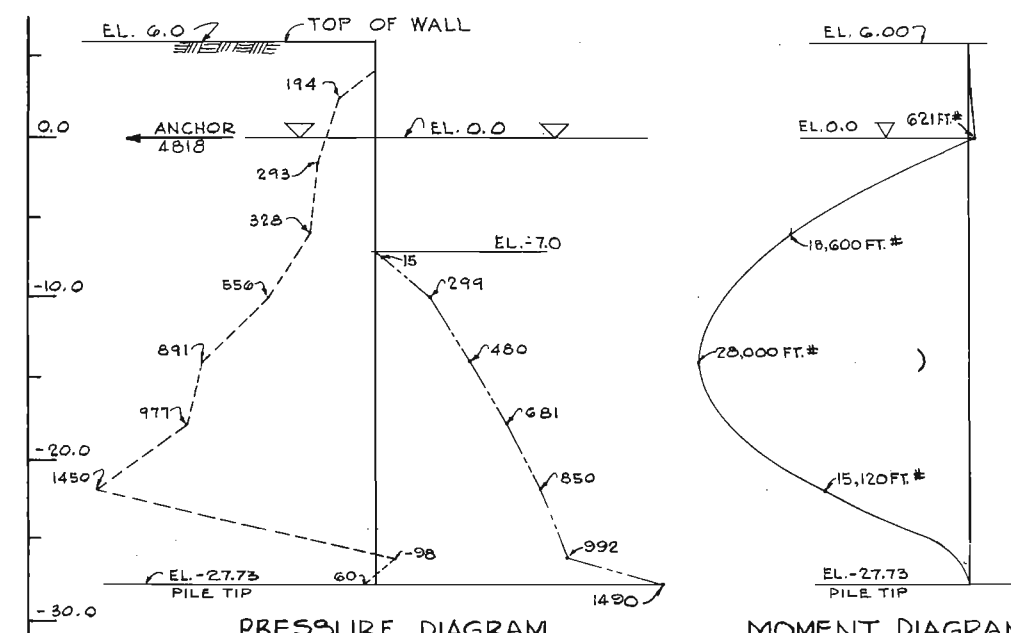 EL. 6.0
TOP OF WALL
194
0.0
ANCHOR
4818
EL. 0.0
293
328
EL.-7.0
15
-10.0
556
299
891
480
977
681
-20.0
1450
850
-98
992
EL.-27.73
PILE TIP
60
1490
-30.0
PRESSURE DIAGRAM
EL. 6.007
EL.0.0
621 FT.#
18,600 FT.#
28,000 FT.#
)
15,120 FT.#
EL.-27.73
PILE TIP
MOMENT DIAGRAM